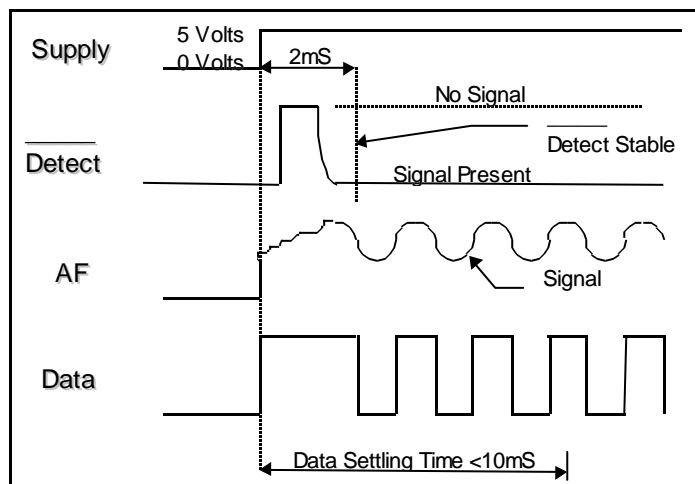 Supply
5 Volts
0 Volts
2mS
No Signal
Detect
Detect Stable
Signal Present
AF
Signal
Data
Data Settling Time <10mS